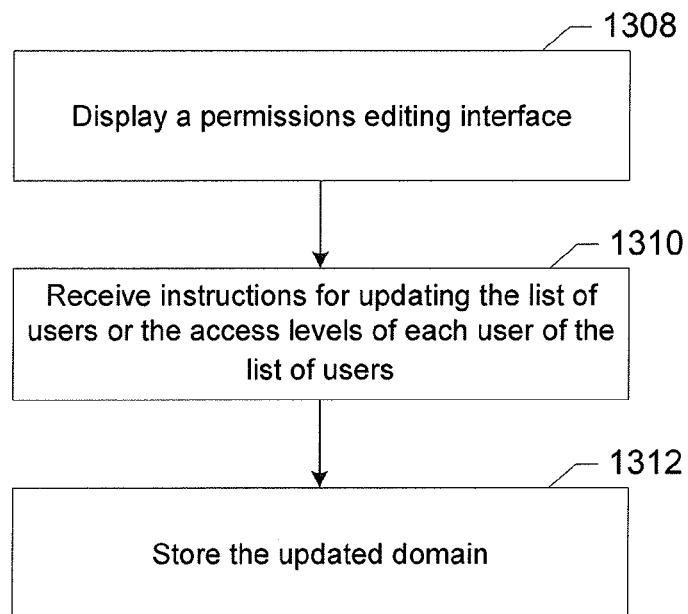 1308
Display a permissions editing interface
1310
Receive instructions for updating the list of
users or the access levels of each user of the
list of users
1312
Store the updated domain